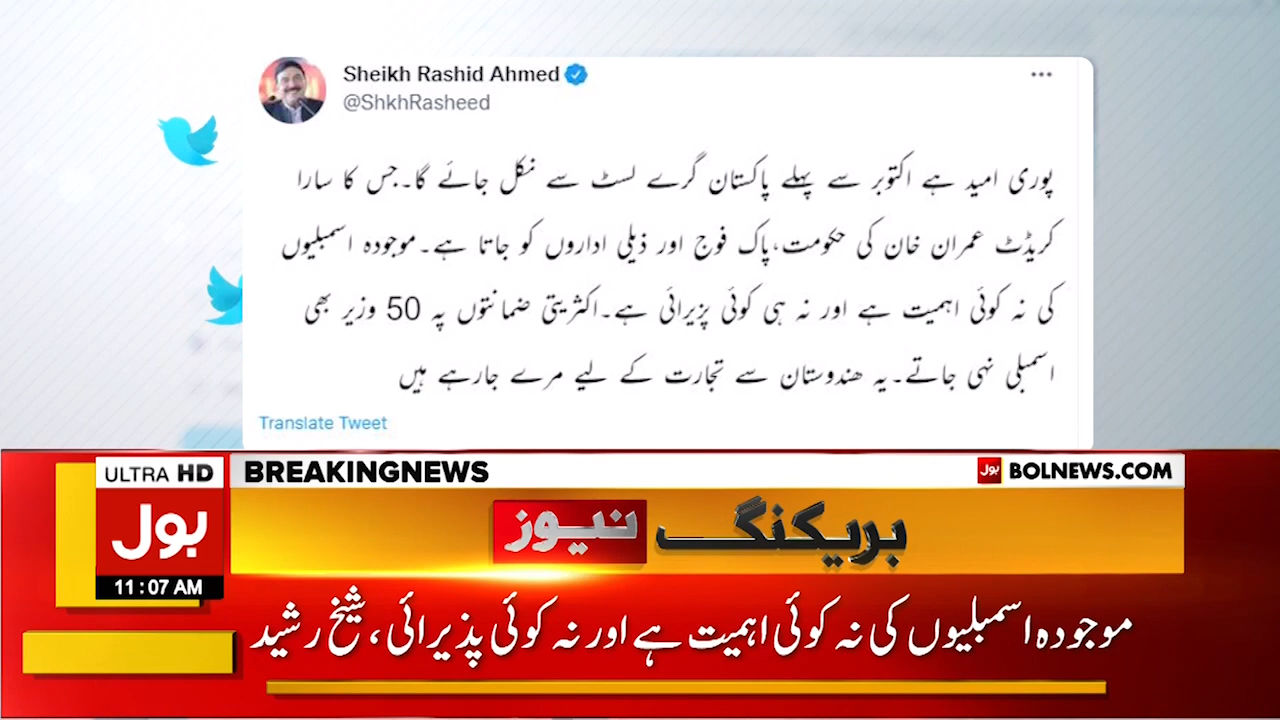 Sheikh Rashid Ahmed
@ShkhRasheed
پوری امید ہے اکتوبر سے پہلے پاکستان گرے لسٹ سے نکل جائے گا۔جس کا سارا
کریڈٹ عمران خان کی حکومت،پاک فوج اور ذیلی اداروں کو جاتا ہے۔موجودہ اسمبلیوں
کی نہ کوئی اہمیت ہے اور نہ ہی کوئی پزیرائی ہے۔اکثریتی ضمانتوں پہ 50 وزیر بھی
اسمبلی نہی جاتے۔یہ ھندوستان سے تجارت کے لیے مرے جارہے ہیں
Translate Tweet
ULTRA HD
BREAKINGNEWS
بول
BOLNEWS.COM
بول
بریکنگ نیوز
11:07 AM
موجودہ اسمبلیوں کی نہ کوئی اہمیت ہے اور نہ کوئی پذیرائی، شیخ رشید